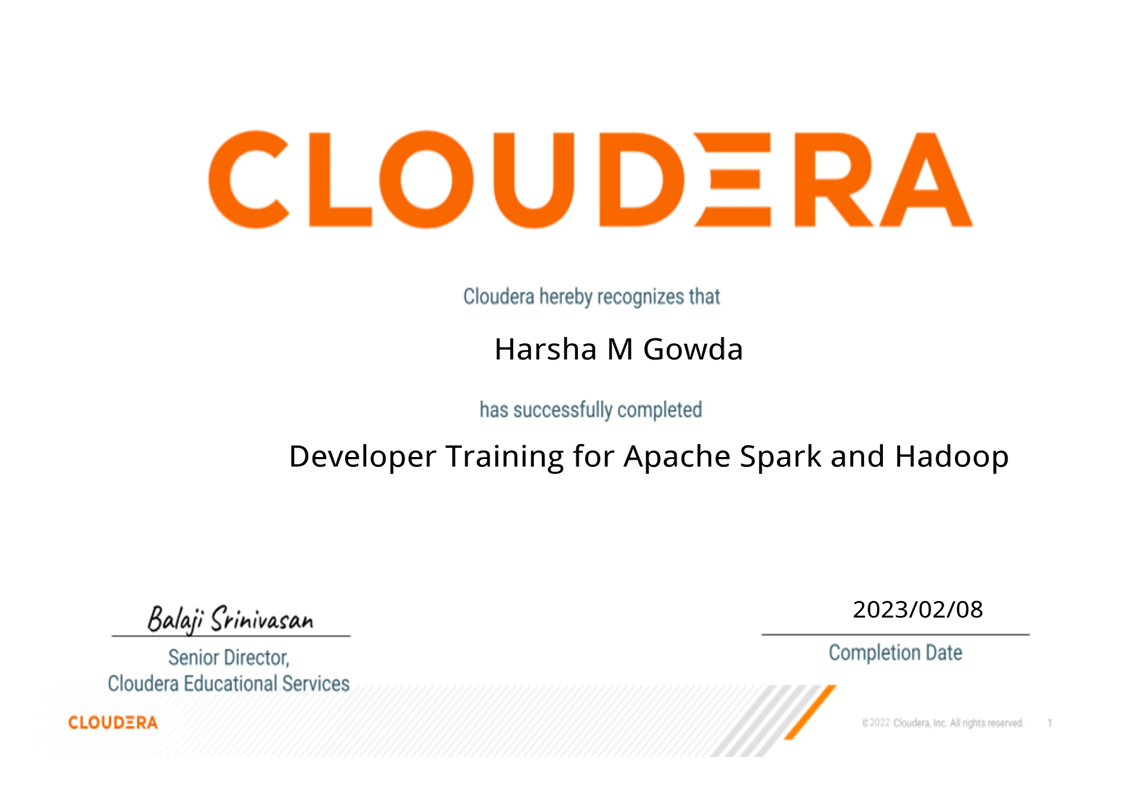 CLOUDERA
Cloudera hereby recognizes that
Harsha M Gowda
has successfully completed
Developer Training for Apache Spark and Hadoop
Balaji Srinivasan
Senior Director,
Cloudera Educational Services
2023/02/08
Completion Date
CLOUDERA
©2022 Cloudera, Inc. All rights reserved. 1